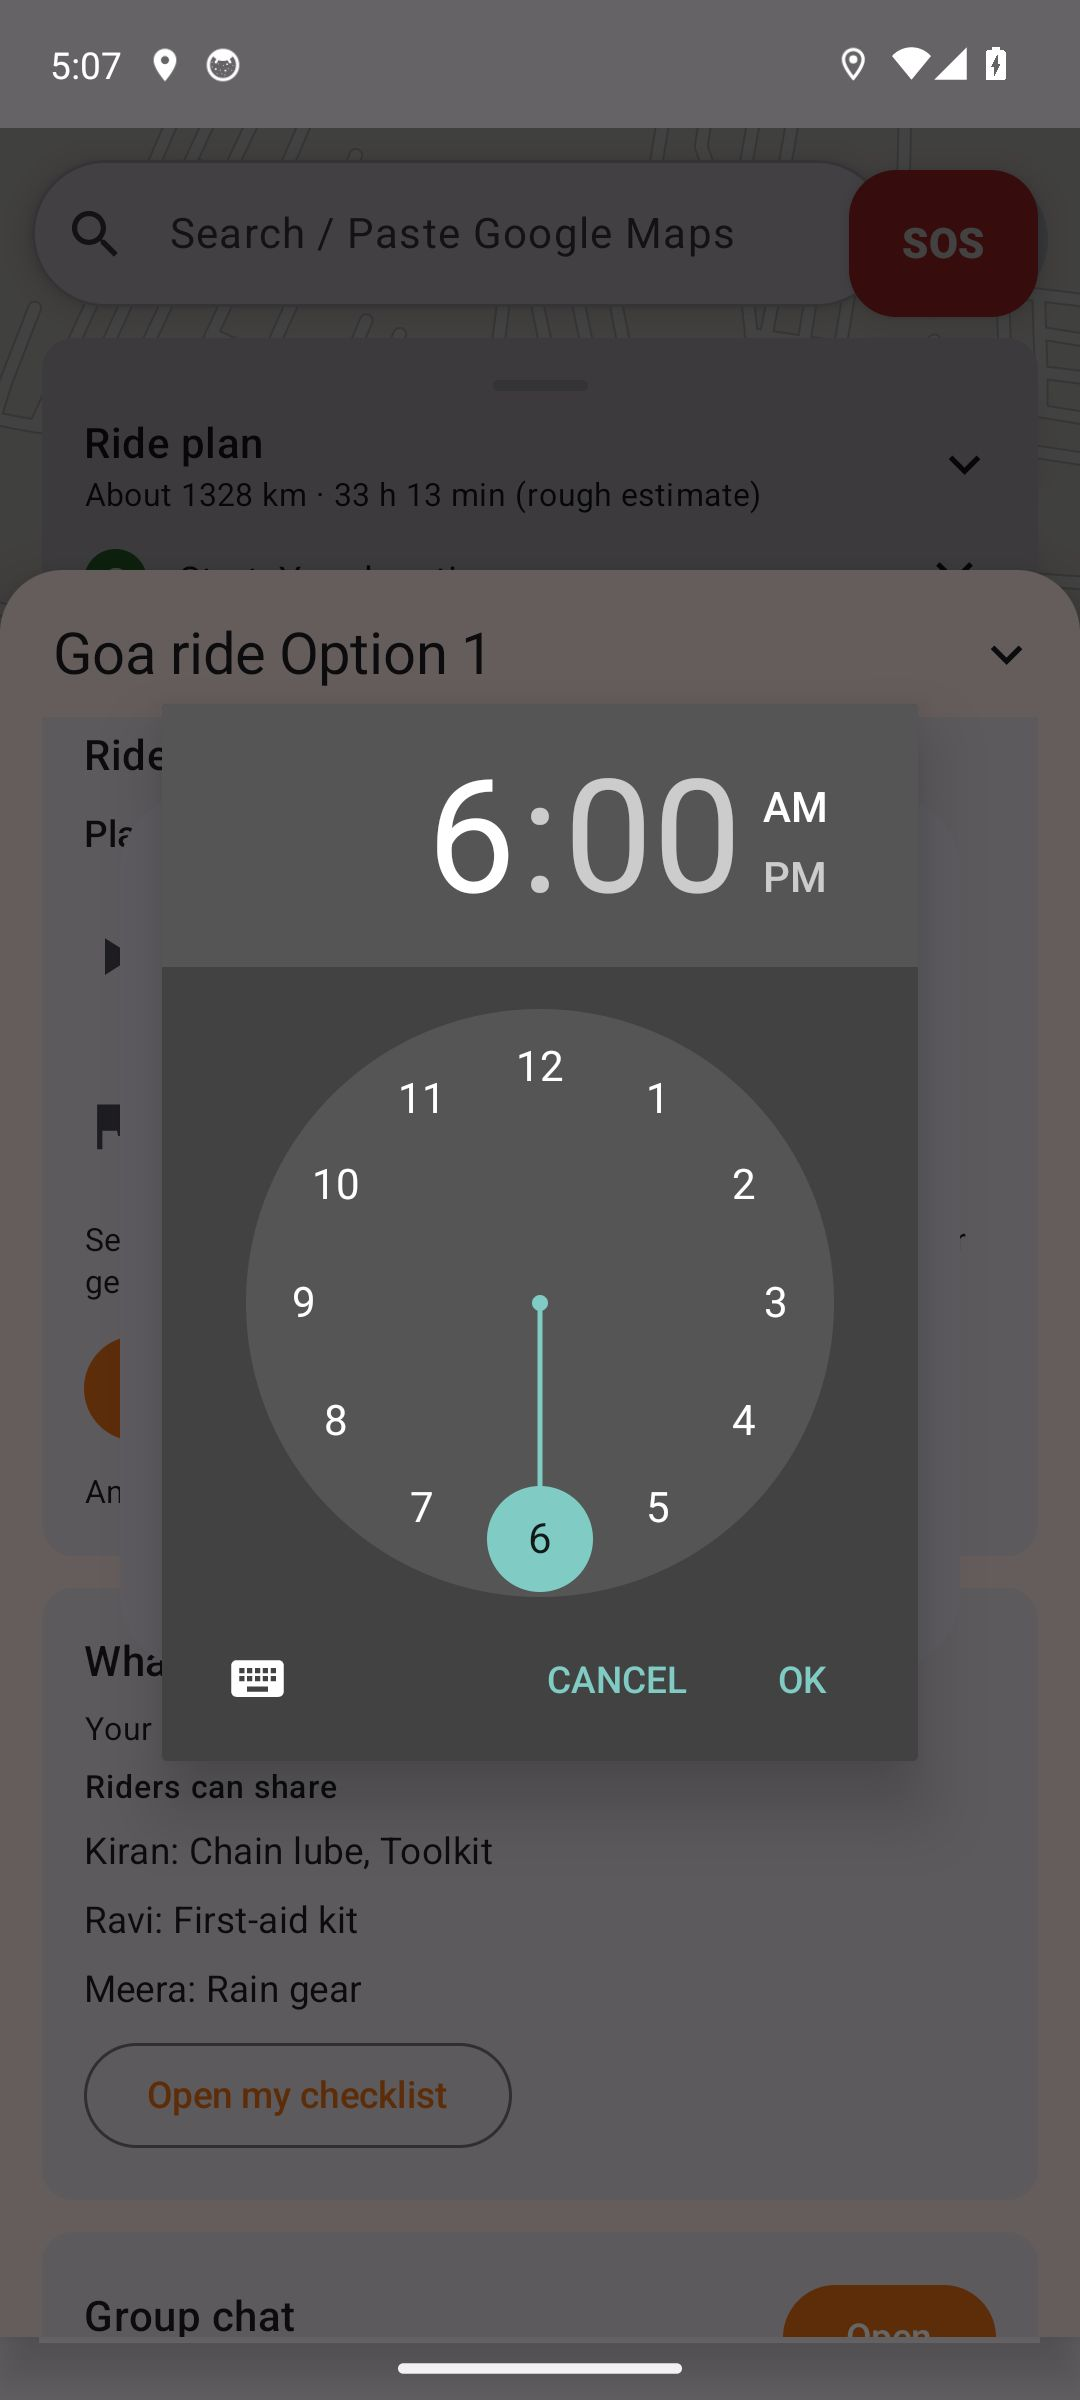 5:07
Search / Paste Google Maps
SOS
Ride plan
About 1328 km · 33 h 13 min (rough estimate)
Goa ride Option 1
Ride
6:00
AM
PM
12
11
1
10
2
9
3
8
4
7
5
6
CANCEL
OK
Your
Riders can share
Kiran: Chain lube, Toolkit
Ravi: First-aid kit
Meera: Rain gear
Open my checklist
Group chat
Open